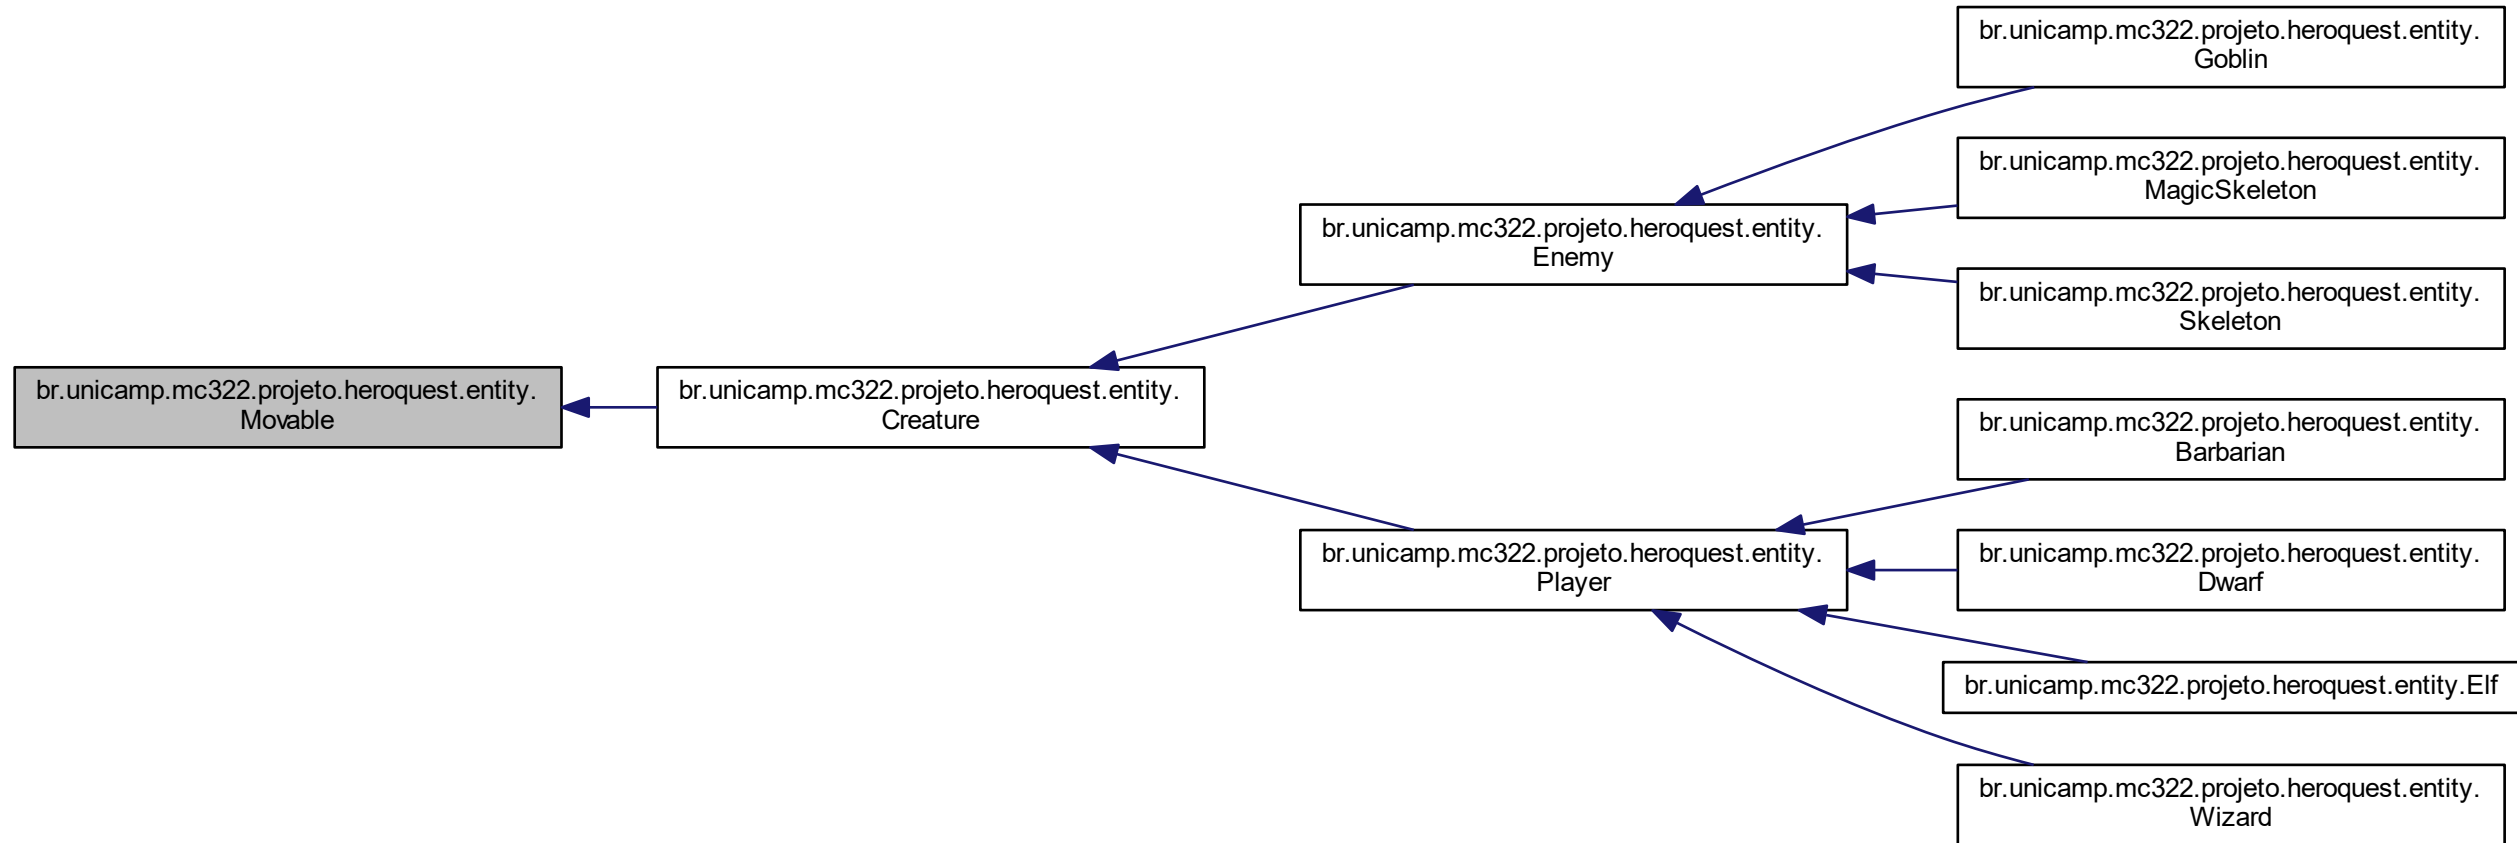 br.unicamp.mc322.projeto.heroquest.entity.
Movable
br.unicamp.mc322.projeto.heroquest.entity.
Creature
br.unicamp.mc322.projeto.heroquest.entity.
Enemy
br.unicamp.mc322.projeto.heroquest.entity.
Player
br.unicamp.mc322.projeto.heroquest.entity.
Goblin
br.unicamp.mc322.projeto.heroquest.entity.
MagicSkeleton
br.unicamp.mc322.projeto.heroquest.entity.
Skeleton
br.unicamp.mc322.projeto.heroquest.entity.
Barbarian
br.unicamp.mc322.projeto.heroquest.entity.
Dwarf
br.unicamp.mc322.projeto.heroquest.entity.Elf
br.unicamp.mc322.projeto.heroquest.entity.
Wizard